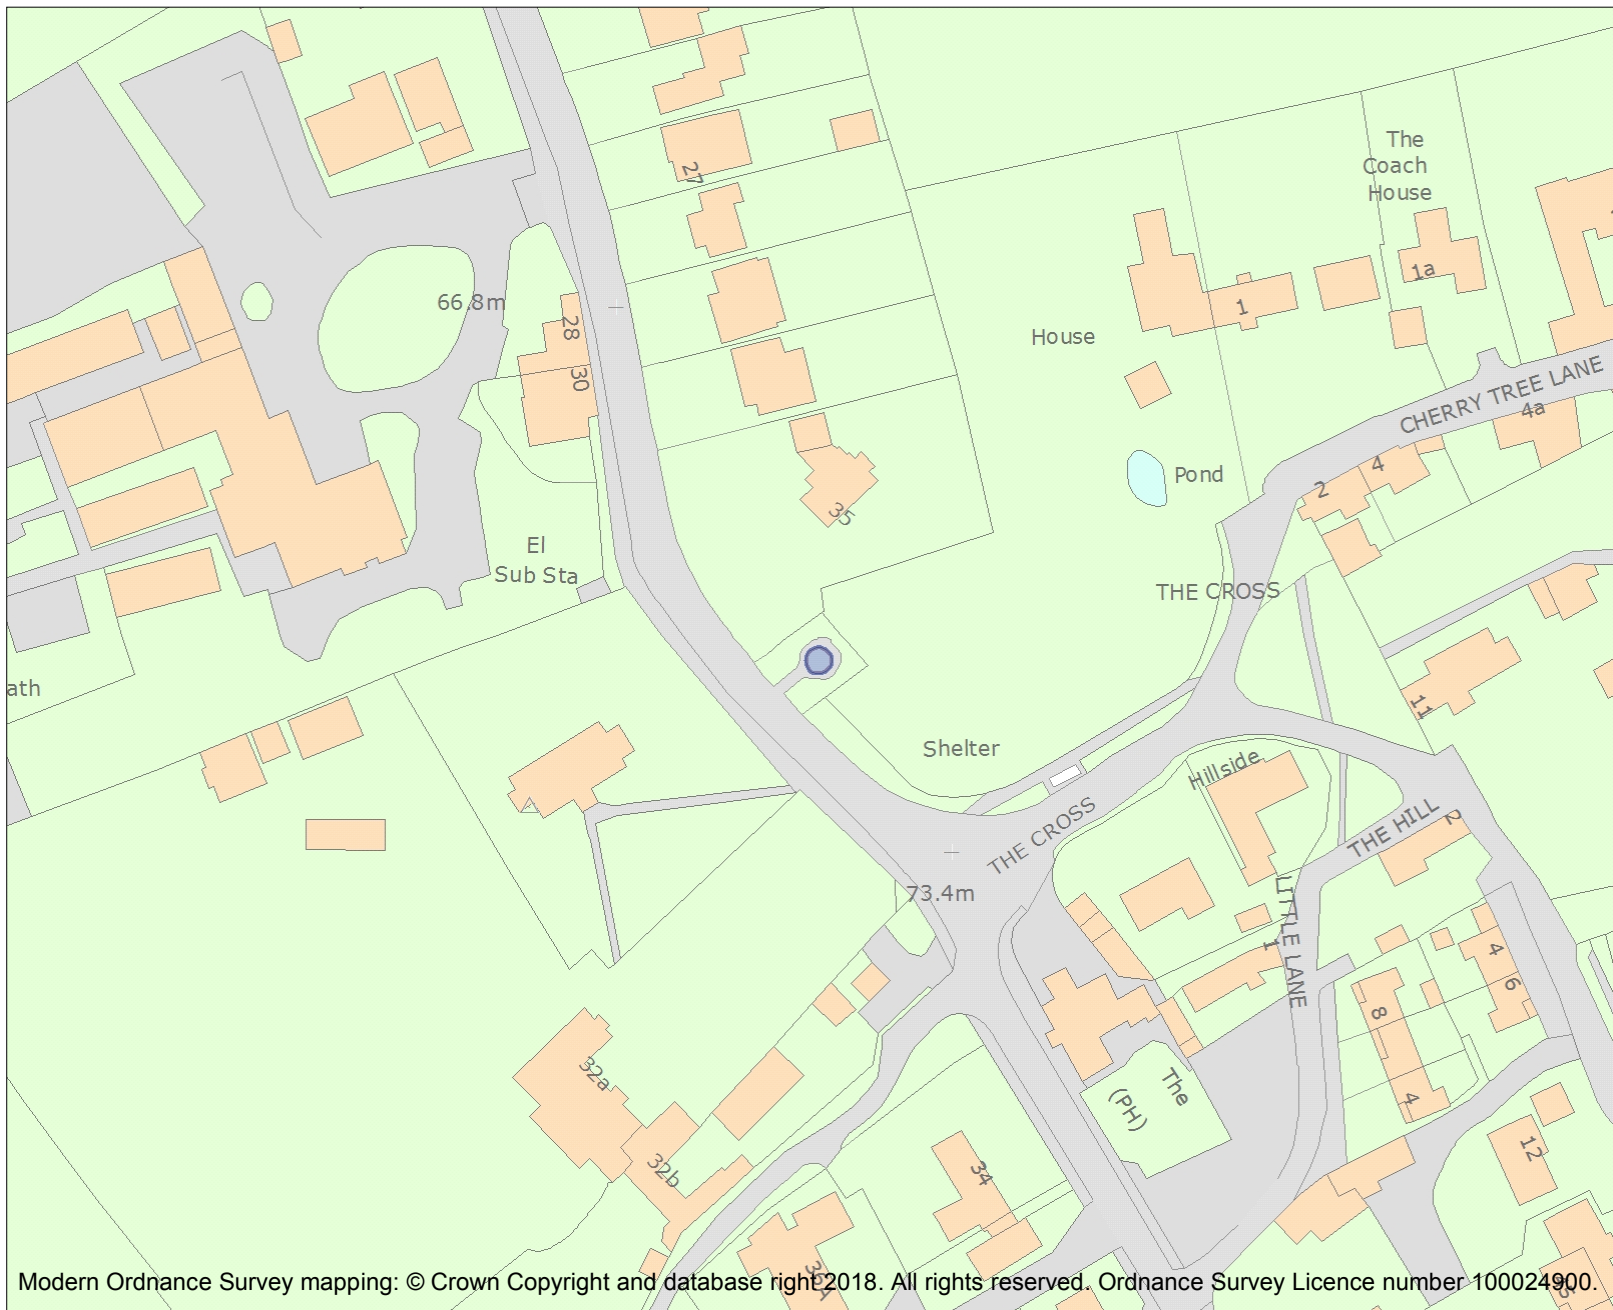 The
Coach
House
27
1a
1
66.8m
28
House
30
CHERRY TREE LANE
4a
4
2
Pond
35
El
Sub Sta
THE CROSS
ath
11
Shelter
Hillside
THE CROSS
THE HILL
2
73.4m
LITTLE LANE
1
4
6
8
32a
The
(PH)
4
12
32b
34
36A
Modern Ordnance Survey mapping: © Crown Copyright and database right 2018. All rights reserved. Ordnance Survey Licence number 100024900.